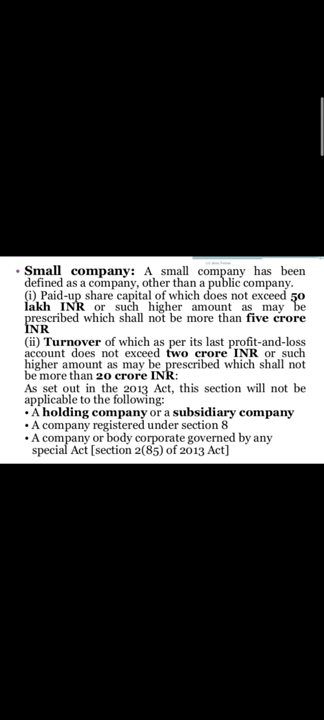 • Small company: A small company has been
defined as a company, other than a public company.
(i) Paid-up share capital of which does not exceed 50
lakh INR or such higher amount as may be
prescribed which shall not be more than five crore
INR
(ii) Turnover of which as per its last profit-and-loss
account does not exceed two crore INR or such
higher amount as may be prescribed which shall not
be more than 20 crore INR:
As set out in the 2013 Act, this section will not be
applicable to the following:
• A holding company or a subsidiary company
• A company registered under section 8
• A company or body corporate governed by any
special Act [section 2(85) of 2013 Act]